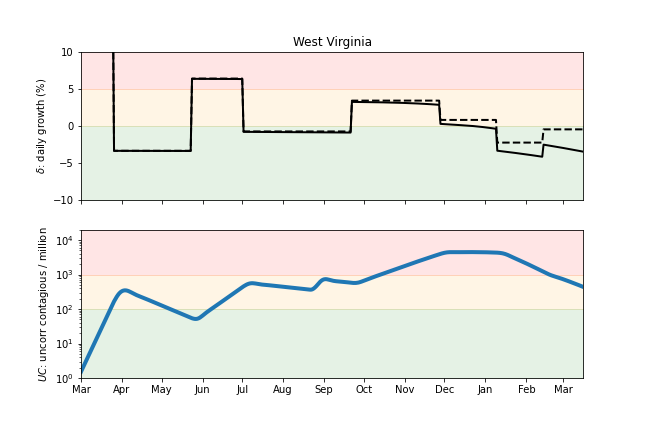 West Virginia
δ: daily growth (%)
10
5
0
−5
−10
UC: uncorr contagious / million
10⁴
10³
10²
10¹
10⁰
Mar Apr May Jun Jul Aug Sep Oct Nov Dec Jan Feb Mar